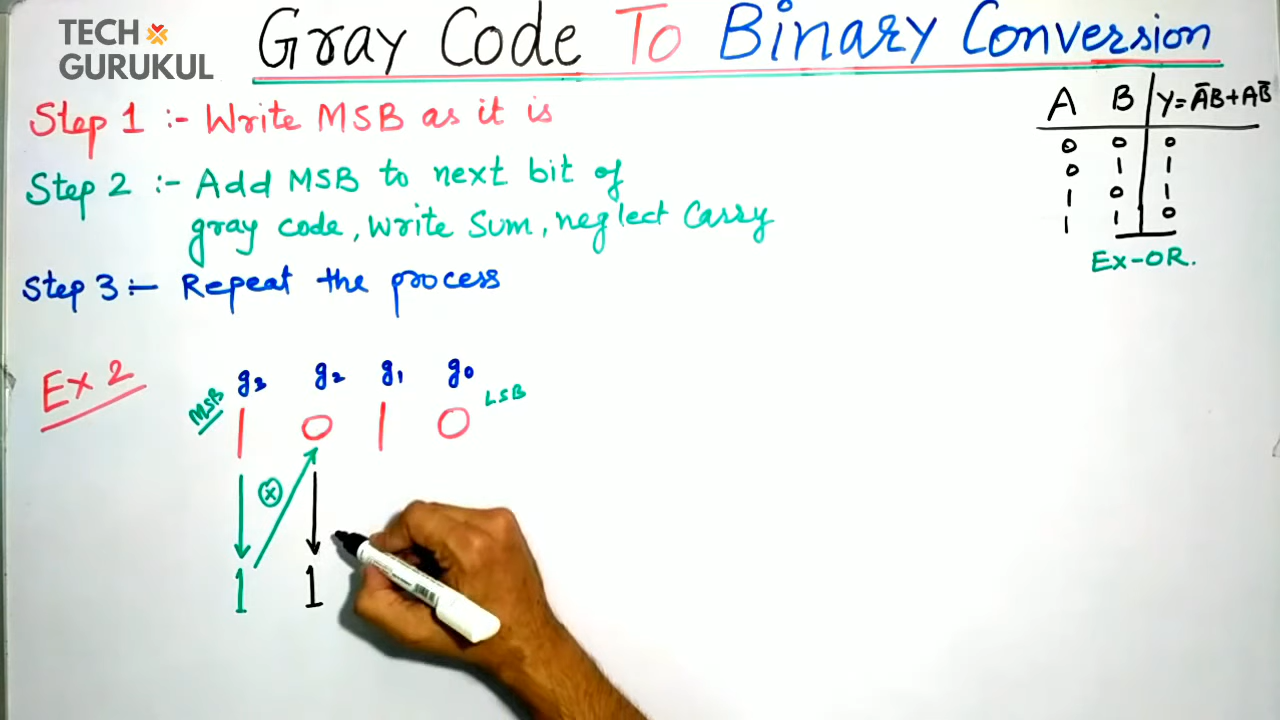 TECH
GURUKUL
Gray Code To Binary Conversion
Step 1 :- Write MSB as it is
Step 2 :- Add MSB to next bit of
gray code, write Sum, neglect Carry
Step 3 :- Repeat the process
A B Y = A̅B + AB̅
0 0 0
0 1 1
1 0 1
1 1 0
Ex-OR.
Ex 2
g3 g2 g1 g0
MSB 1 0 1 0 LSB
x
1 1